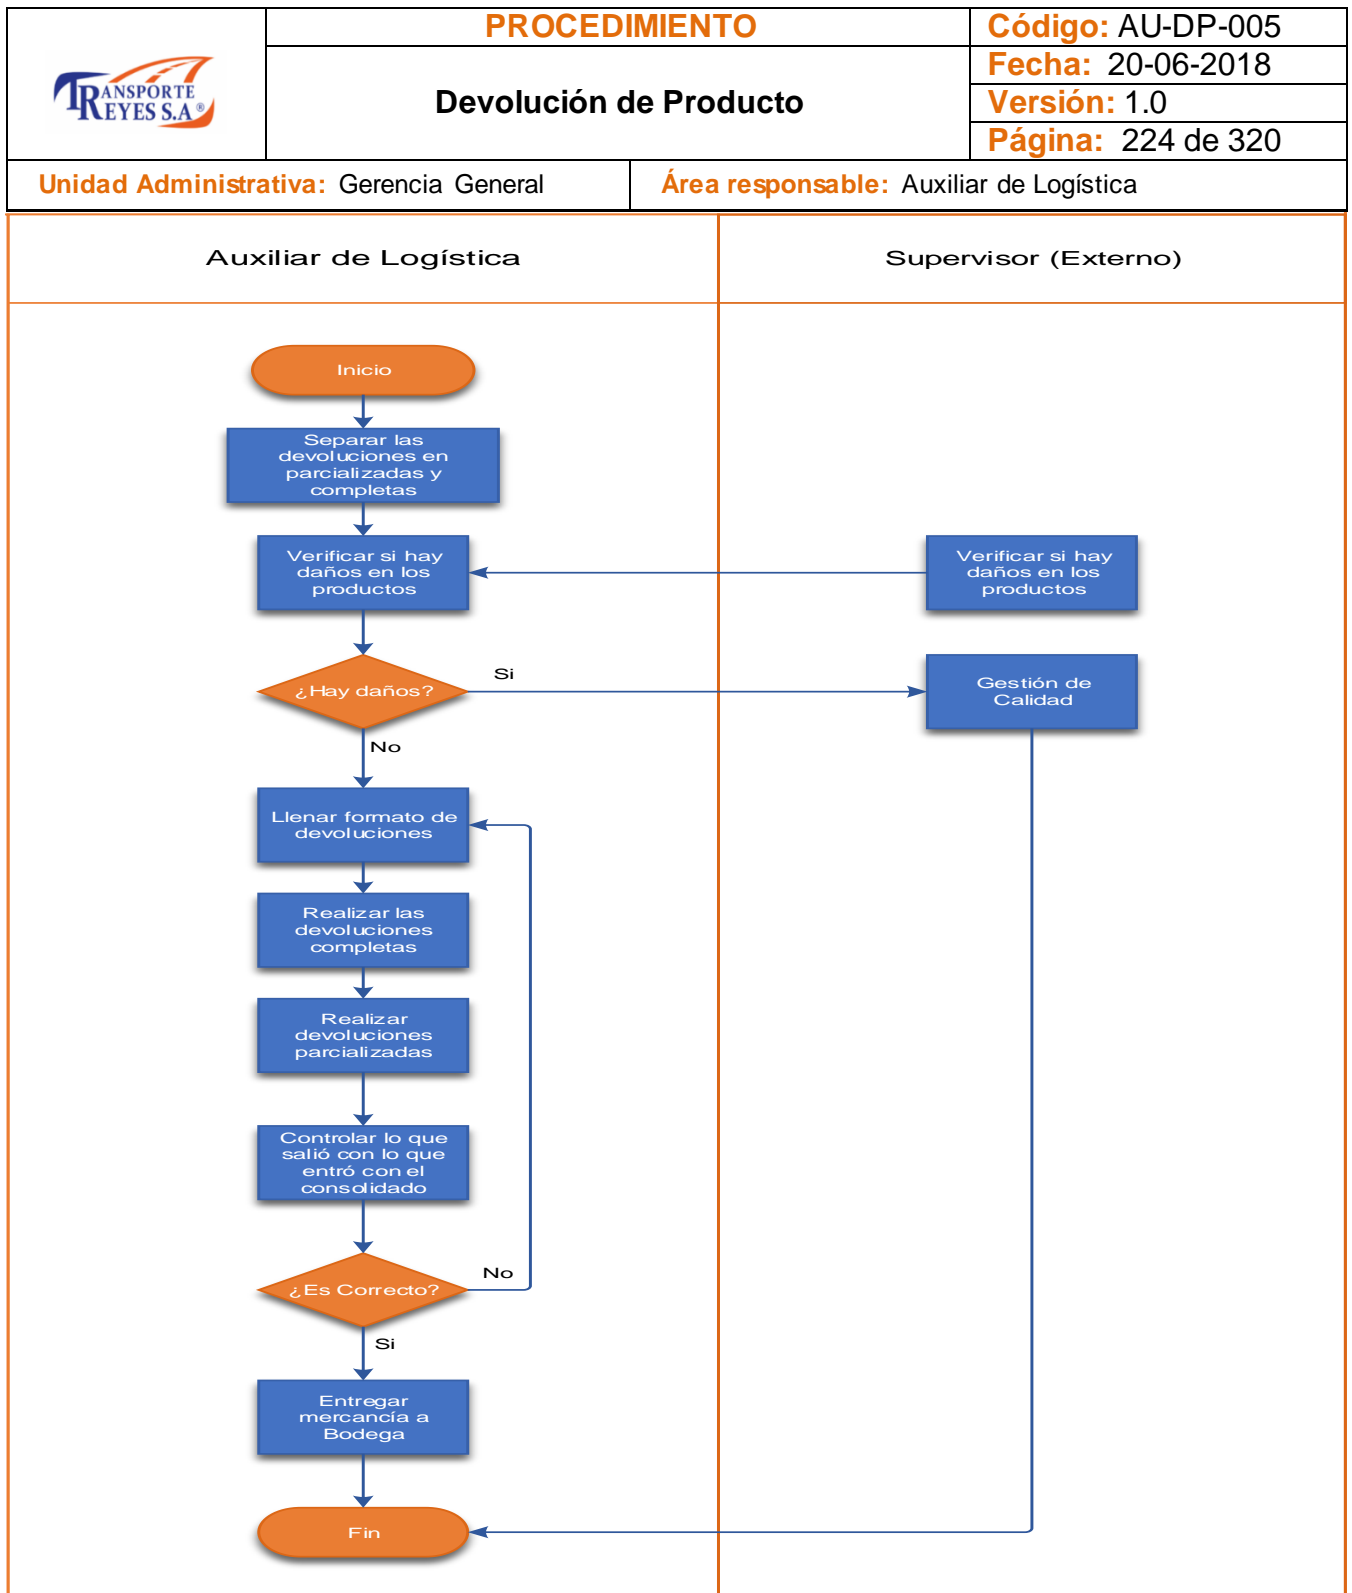 TRANSPORTE
REYES S.A ®
PROCEDIMIENTO
Devolución de Producto
Código: AU-DP-005
Fecha: 20-06-2018
Versión: 1.0
Página: 224 de 320
Unidad Administrativa: Gerencia General
Área responsable: Auxiliar de Logística
Auxiliar de Logística
Supervisor (Externo)
Inicio
Separar las
devoluciones en
parcializadas y
completas
Verificar si hay
daños en los
productos
Verificar si hay
daños en los
productos
¿Hay daños?
Si
Gestión de
Calidad
No
Llenar formato de
devoluciones
Realizar las
devoluciones
completas
Realizar
devoluciones
parcializadas
Controlar lo que
salió con lo que
entró con el
consolidado
¿Es Correcto?
No
Si
Entregar
mercancía a
Bodega
Fin